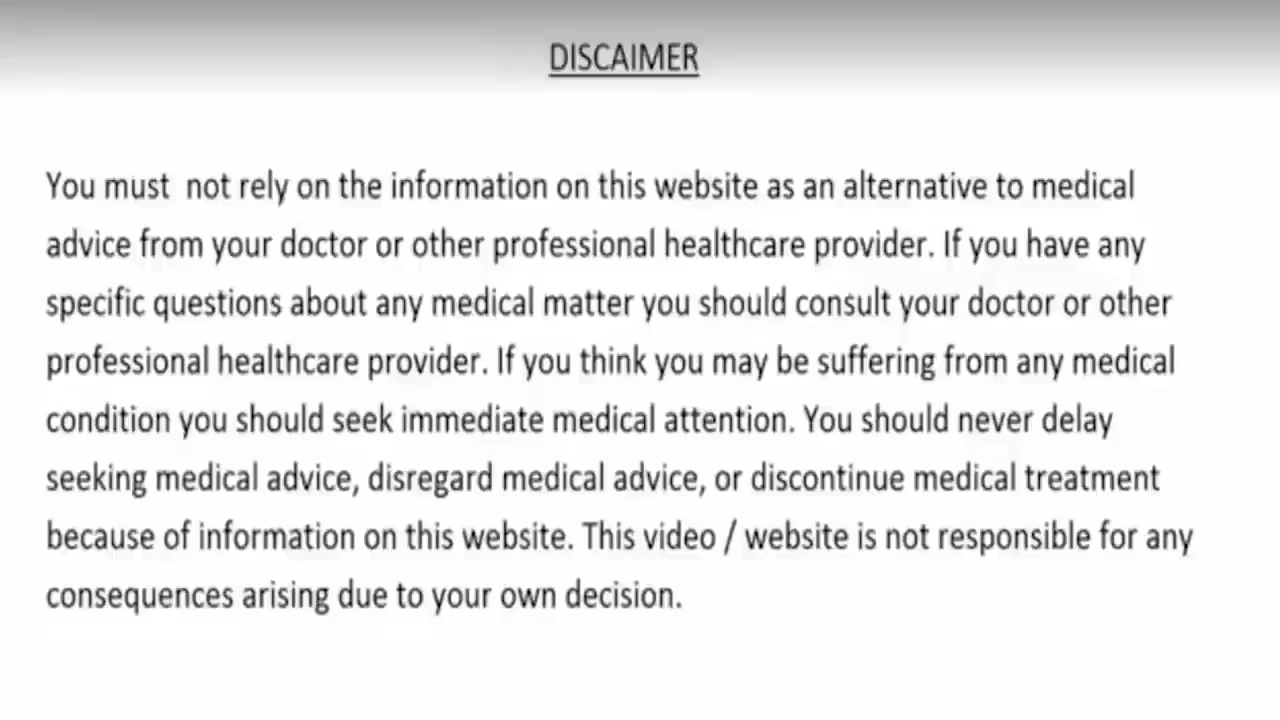 DISCAIMER
You must  not rely on the information on this website as an alternative to medical
advice from your doctor or other professional healthcare provider. If you have any
specific questions about any medical matter you should consult your doctor or other
professional healthcare provider. If you think you may be suffering from any medical
condition you should seek immediate medical attention. You should never delay
seeking medical advice, disregard medical advice, or discontinue medical treatment
because of information on this website. This video / website is not responsible for any
consequences arising due to your own decision.